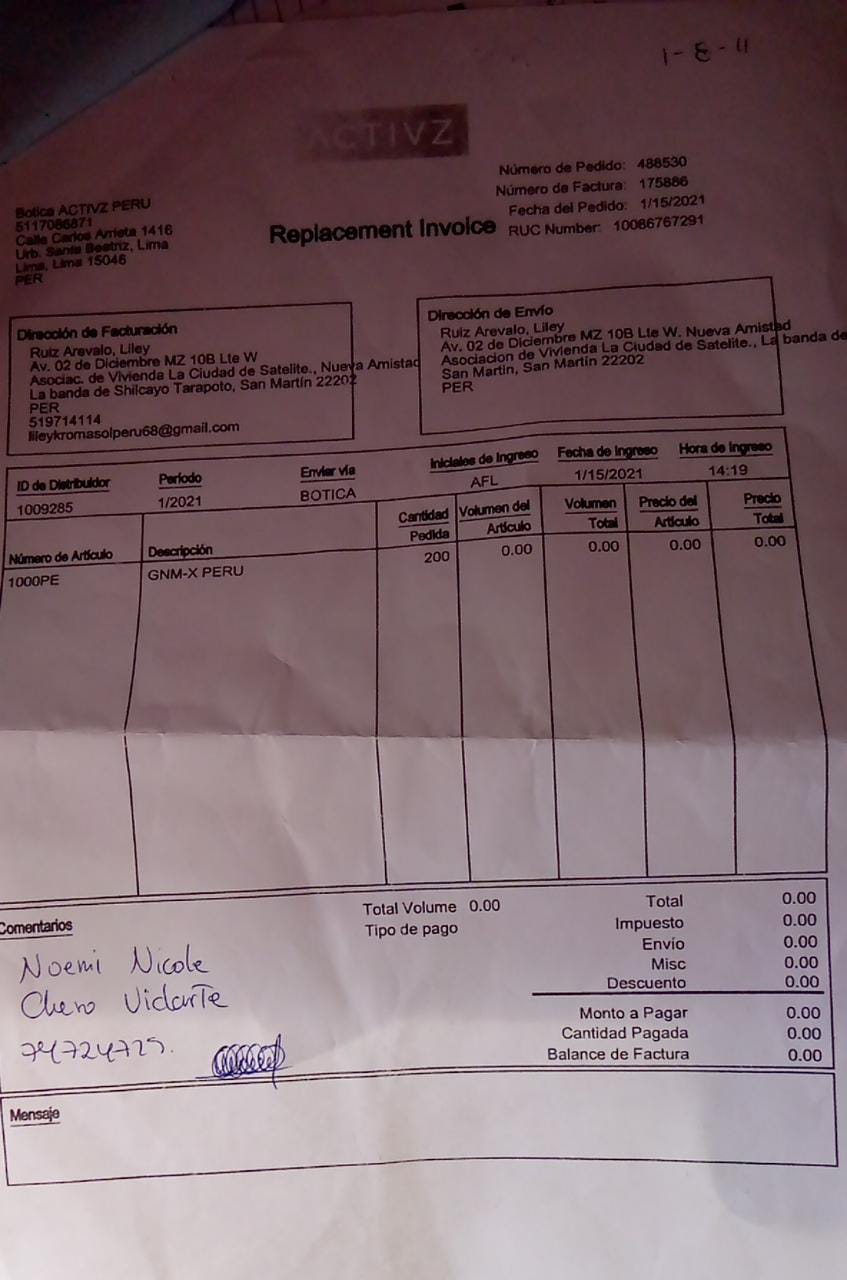 1-8-11
ACTIVZ
Botica ACTIVZ PERU
5117086871
Calle Carlos Arrieta 1416
Urb. Santa Beatriz, Lima
Lima, Lima 15046
PER
Replacement Invoice
Número de Pedido: 488530
Número de Factura: 175886
Fecha del Pedido: 1/15/2021
RUC Number: 10086767291
Dirección de Facturación
Ruiz Arevalo, Liley
Av. 02 de Diciembre MZ 10B Lte W
Asociac. de Vivienda La Ciudad de Satelite., Nueva Amistad
La banda de Shilcayo Tarapoto, San Martín 22202
PER
519714114
lileykromasolperu68@gmail.com
Dirección de Envío
Ruiz Arevalo, Liley
Av. 02 de Diciembre MZ 10B Lte W. Nueva Amistad
Asociacion de Vivienda La Ciudad de Satelite., La banda de
San Martin, San Martín 22202
PER
ID de Distribuidor Período Enviar vía Iniciales de Ingreso Fecha de Ingreso Hora de Ingreso
1009285 1/2021 BOTICA AFL 1/15/2021 14:19
Número de Artículo Descripción Cantidad Pedida Volumen del Artículo Volumen Total Precio del Artículo Precio Total
1000PE GNM-X PERU 200 0.00 0.00 0.00 0.00
Comentarios
Noemi Nicole
Chero Vidarte
74724725.
Total Volume 0.00
Tipo de pago
Total 0.00
Impuesto 0.00
Envío 0.00
Misc 0.00
Descuento 0.00
Monto a Pagar 0.00
Cantidad Pagada 0.00
Balance de Factura 0.00
Mensaje